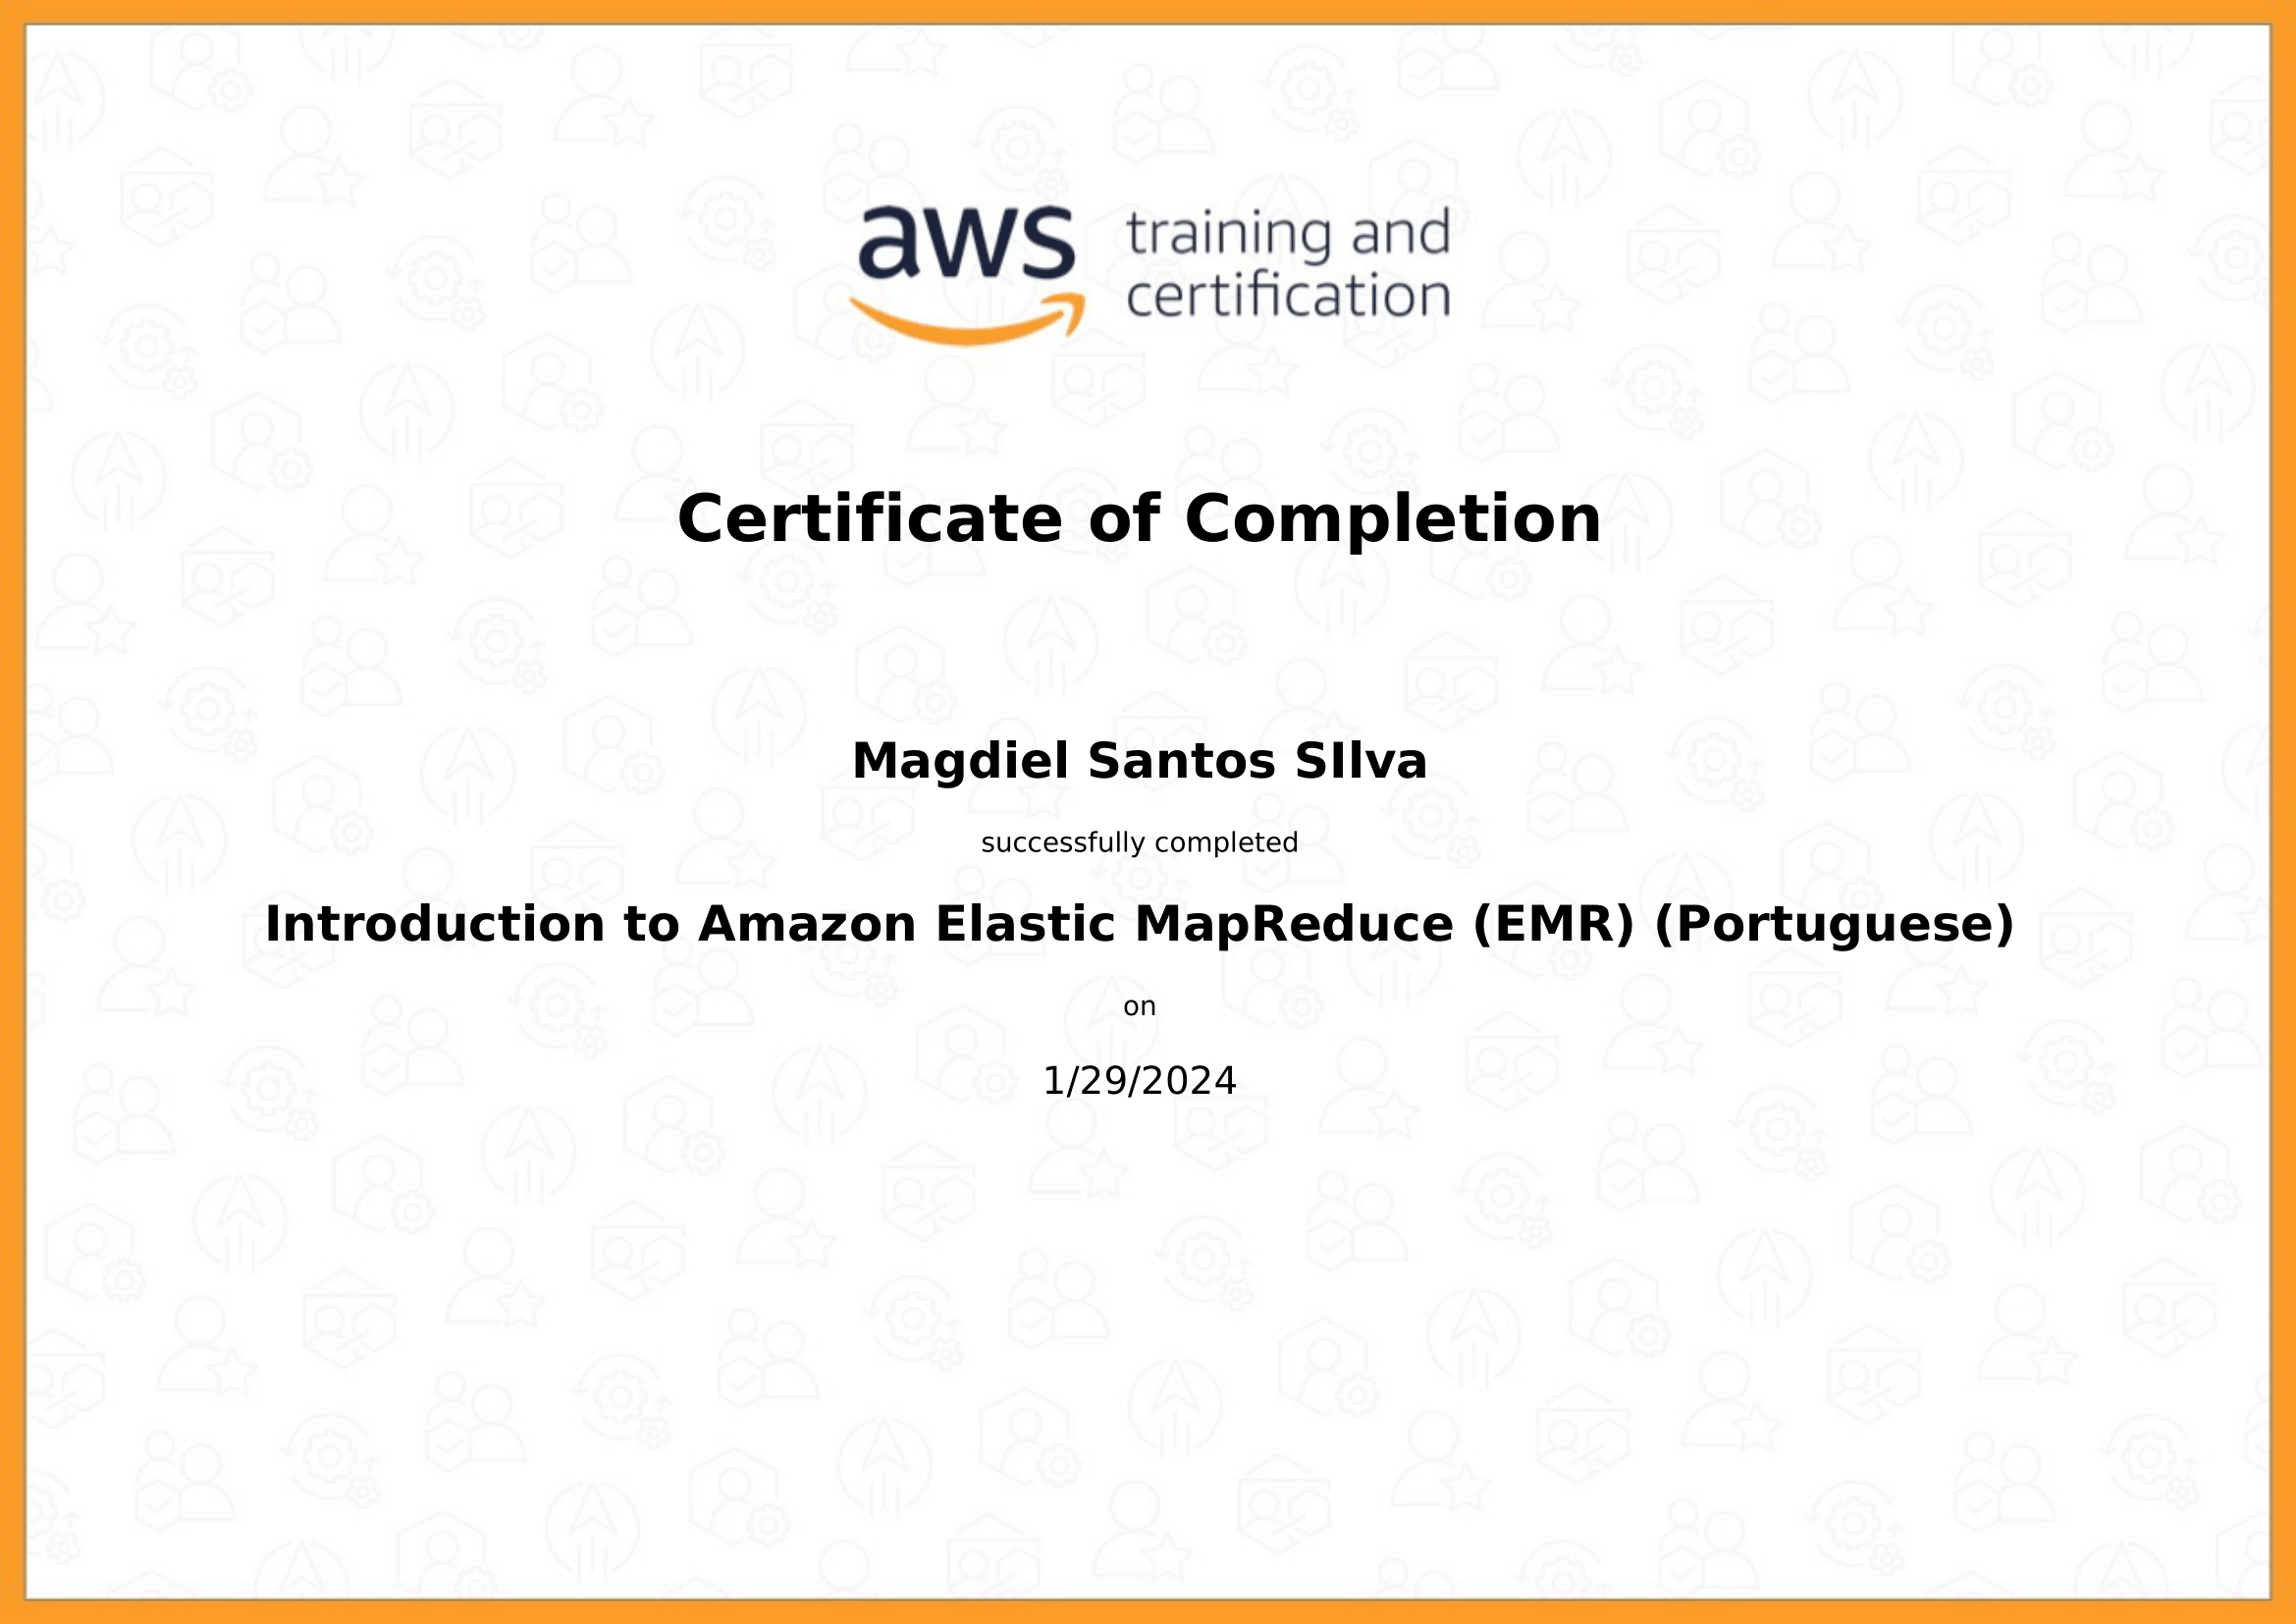 aws training and
certification
Certificate of Completion
Magdiel Santos SIlva
successfully completed
Introduction to Amazon Elastic MapReduce (EMR) (Portuguese)
on
1/29/2024